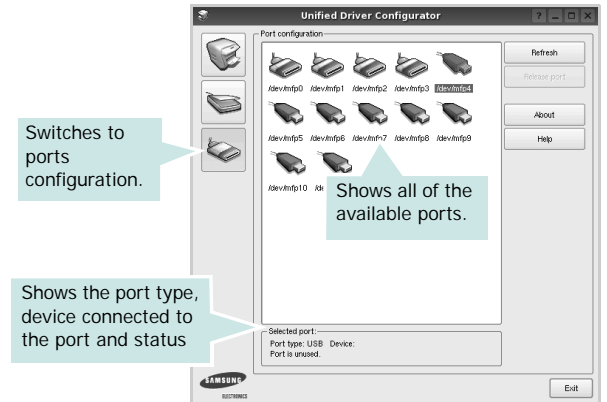 Unified Driver Configurator
Port configuration
/dev/mfp0 /dev/mfp1 /dev/mfp2 /dev/mfp3 /dev/mfp4
/dev/mfp5 /dev/mfp6 /dev/mfp7 /dev/mfp8 /dev/mfp9
/dev/mfp10
Refresh
Release port
About
Help
Switches to
ports
configuration.
Shows all of the
available ports.
Shows the port type,
device connected to
the port and status
Selected port:
Port type: USB Device:
Port is unused.
SAMSUNG
ELECTRONICS
Exit